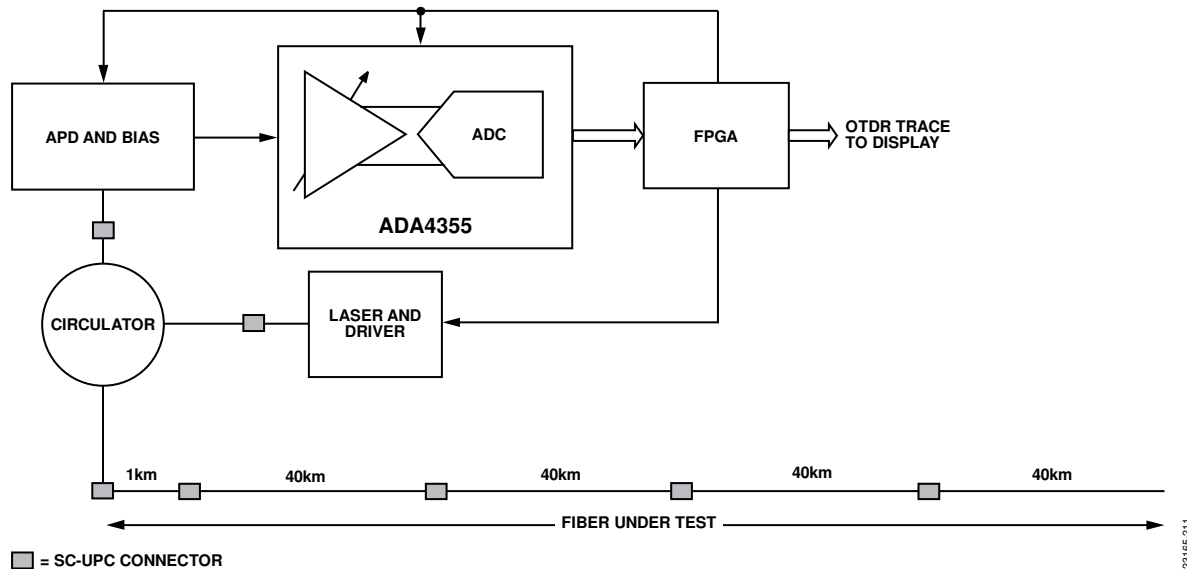 APD AND BIAS
ADC
ADA4355
FPGA
OTDR TRACE
TO DISPLAY
CIRCULATOR
LASER AND
DRIVER
1km
40km
40km
40km
40km
FIBER UNDER TEST
= SC-UPC CONNECTOR